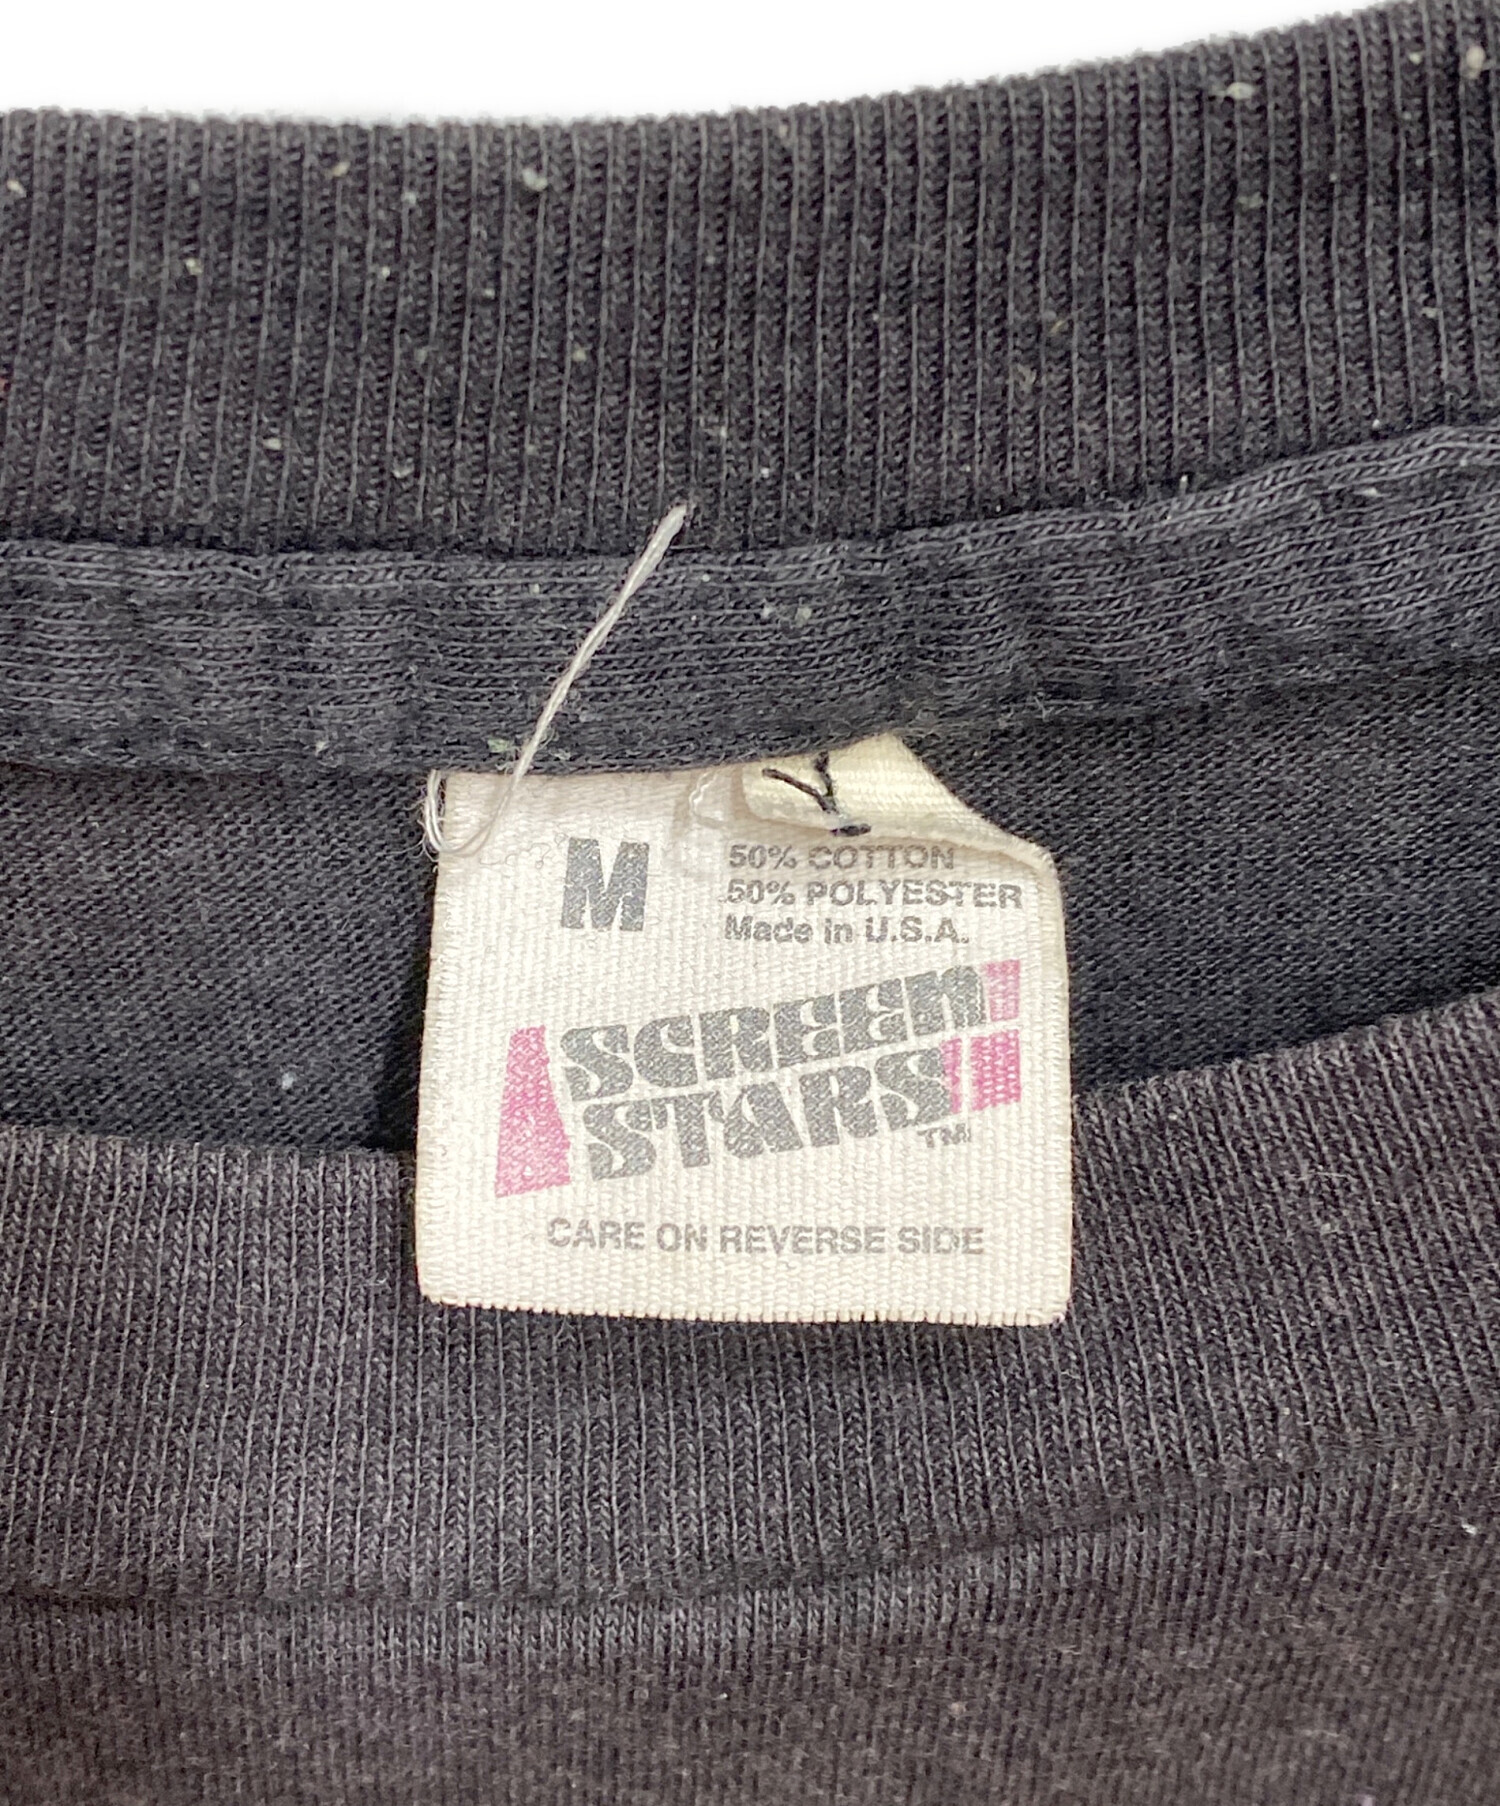 M
50% COTTON
50% POLYESTER
Made in U.S.A.
SCREEN
STARS
TM
CARE ON REVERSE SIDE